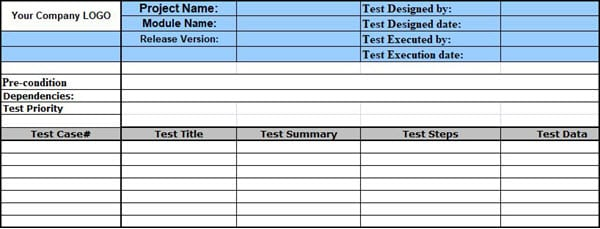 Your Company LOGO
Project Name:
Test Designed by:
Module Name:
Test Designed date:
Release Version:
Test Executed by:
Test Execution date:
Pre-condition
Dependencies:
Test Priority
Test Case# Test Title Test Summary Test Steps Test Data